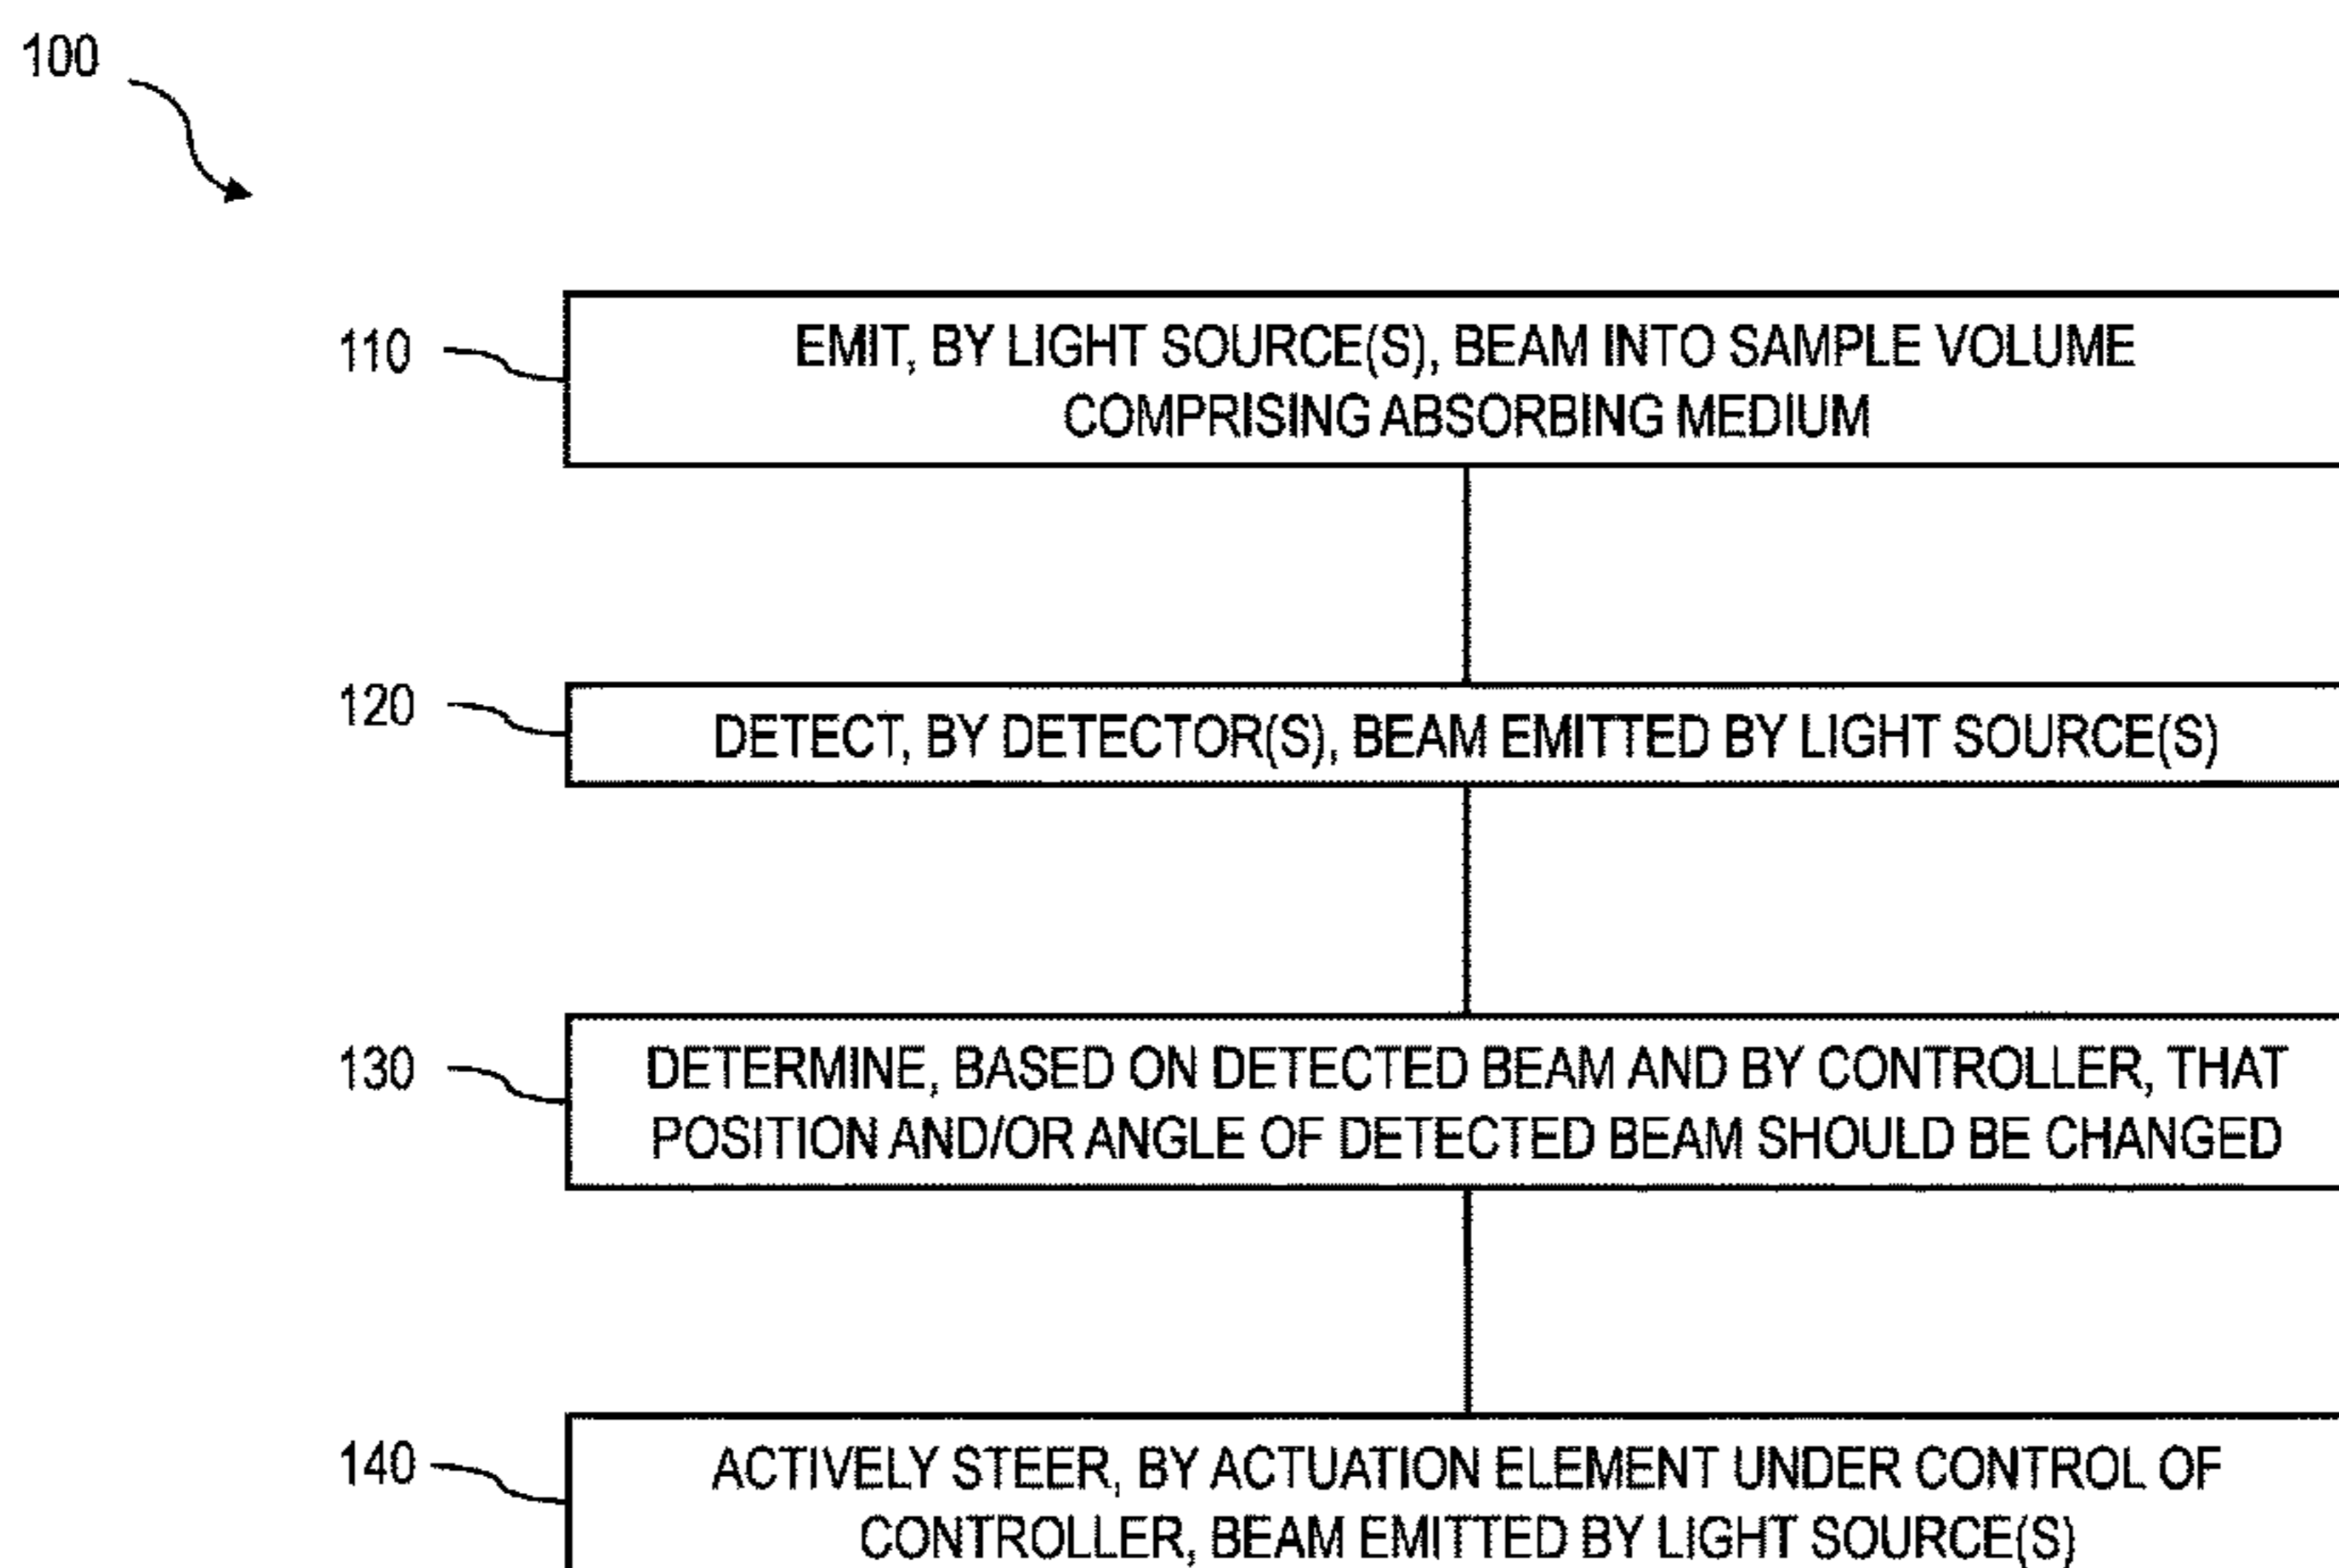 100
110
EMIT, BY LIGHT SOURCE(S), BEAM INTO SAMPLE VOLUME
COMPRISING ABSORBING MEDIUM
120
DETECT, BY DETECTOR(S), BEAM EMITTED BY LIGHT SOURCE(S)
130
DETERMINE, BASED ON DETECTED BEAM AND BY CONTROLLER, THAT
POSITION AND/OR ANGLE OF DETECTED BEAM SHOULD BE CHANGED
140
ACTIVELY STEER, BY ACTUATION ELEMENT UNDER CONTROL OF
CONTROLLER, BEAM EMITTED BY LIGHT SOURCE(S)